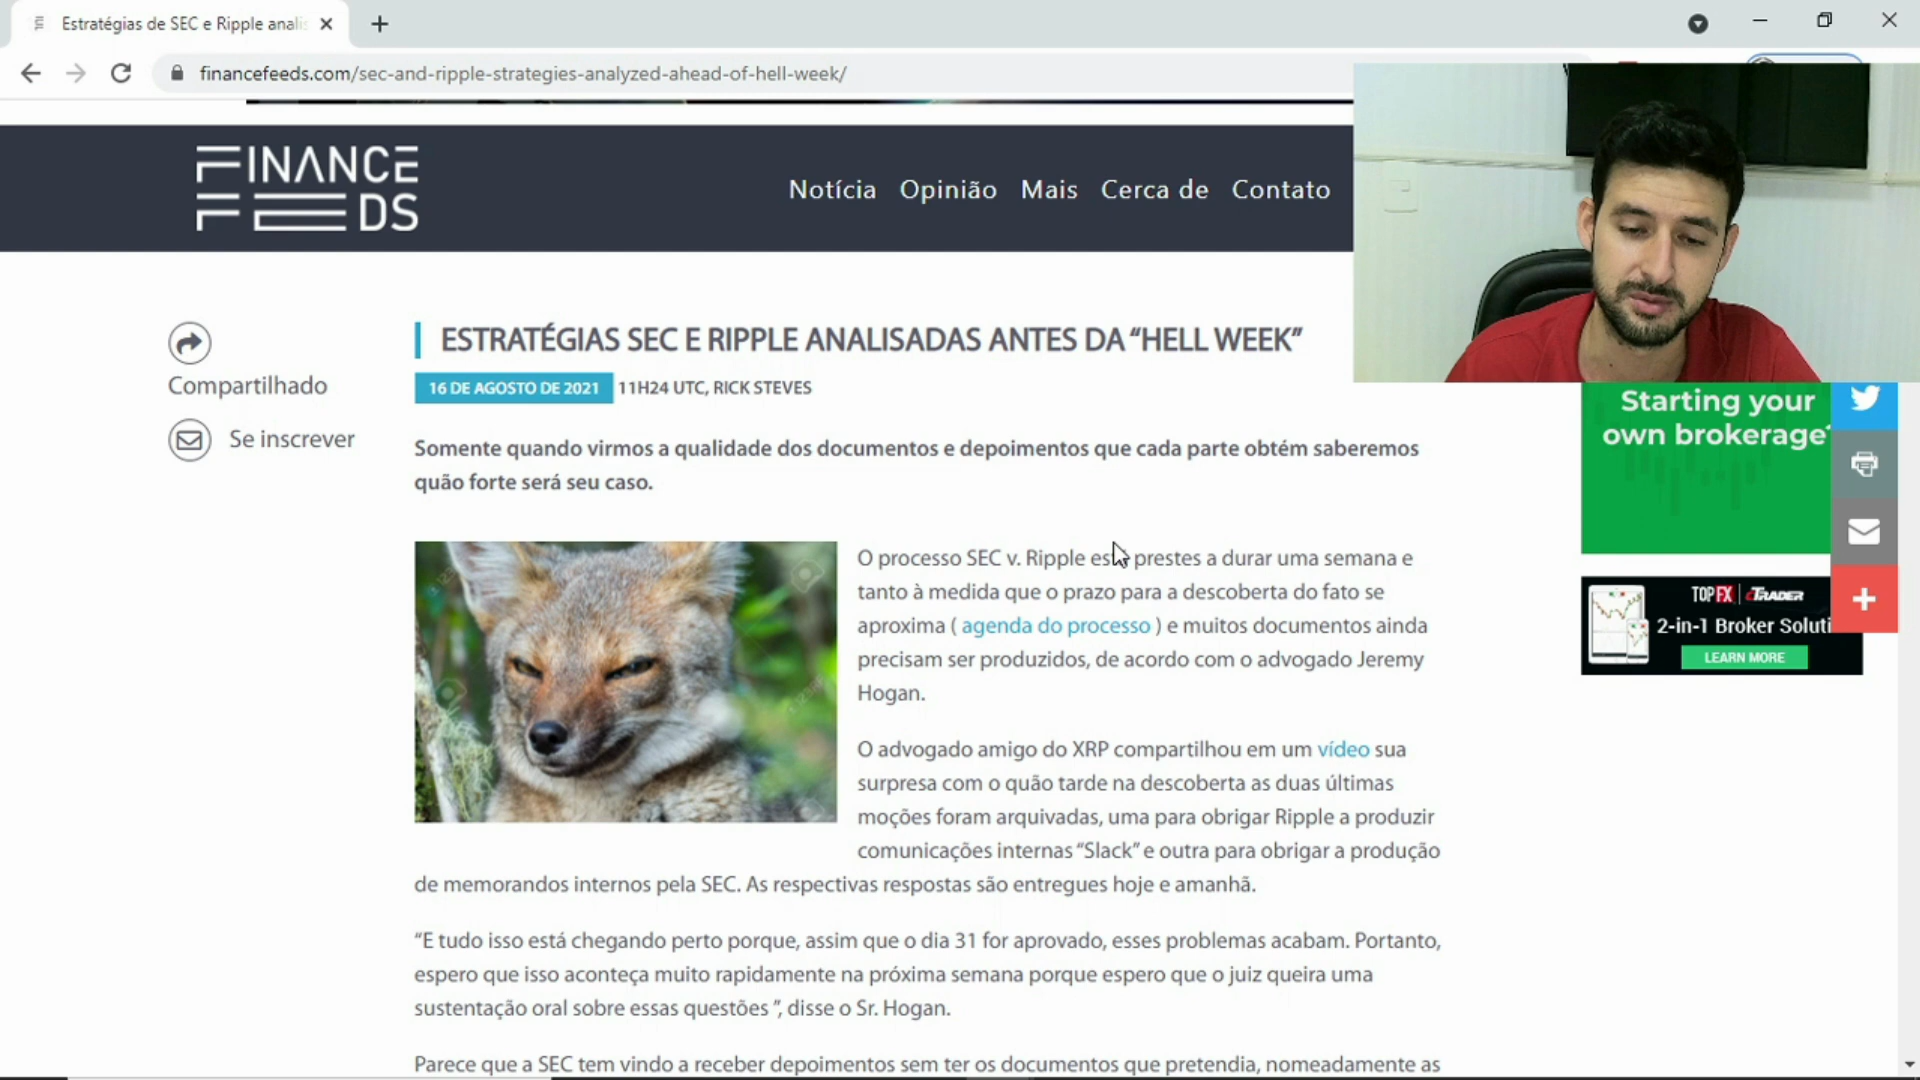 Estratégias de SEC e Ripple anali
financefeeds.com/sec-and-ripple-strategies-analyzed-ahead-of-hell-week/
FINANCE
FEEDS
Notícia Opinião Mais Cerca de Contato
Compartilhado
Se inscrever
ESTRATÉGIAS SEC E RIPPLE ANALISADAS ANTES DA “HELL WEEK”
16 DE AGOSTO DE 2021 11H24 UTC, RICK STEVES
Somente quando virmos a qualidade dos documentos e depoimentos que cada parte obtém saberemos
quão forte será seu caso.
O processo SEC v. Ripple está prestes a durar uma semana e
tanto à medida que o prazo para a descoberta do fato se
aproxima ( agenda do processo ) e muitos documentos ainda
precisam ser produzidos, de acordo com o advogado Jeremy
Hogan.
O advogado amigo do XRP compartilhou em um vídeo sua
surpresa com o quão tarde na descoberta as duas últimas
moções foram arquivadas, uma para obrigar Ripple a produzir
comunicações internas “Slack” e outra para obrigar a produção
de memorandos internos pela SEC. As respectivas respostas são entregues hoje e amanhã.
“E tudo isso está chegando perto porque, assim que o dia 31 for aprovado, esses problemas acabam. Portanto,
espero que isso aconteça muito rapidamente na próxima semana porque espero que o juiz queira uma
sustentação oral sobre essas questões ”, disse o Sr. Hogan.
Parece que a SEC tem vindo a receber depoimentos sem ter os documentos que pretendia, nomeadamente as
Starting your
own brokerage?
TOPFX | cTRADER
2-in-1 Broker Soluti
LEARN MORE